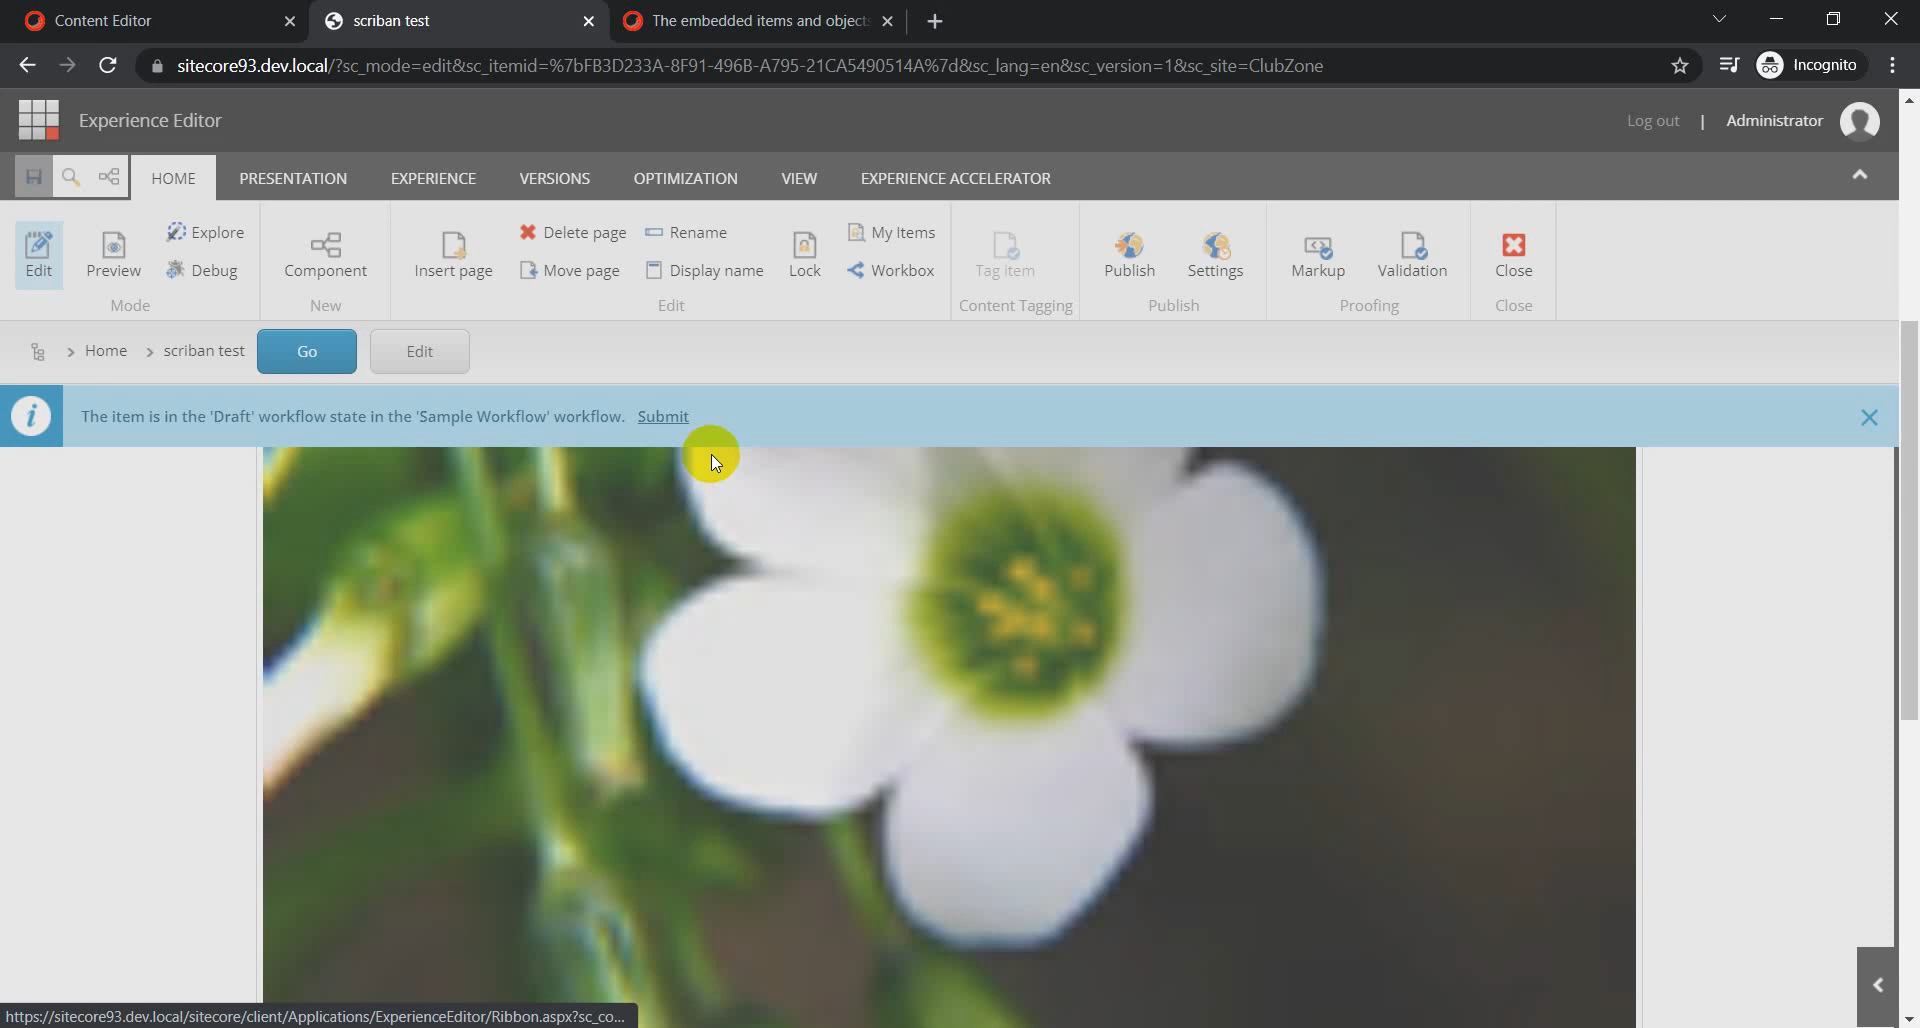 Content Editor
scriban test
The embedded items and object
sitecore93.dev.local/?sc_mode=edit&sc_itemid=%7bFB3D233A-8F91-496B-A795-21CA5490514A%7d&sc_lang=en&sc_version=1&sc_site=ClubZone
Incognito
Experience Editor
Log out | Administrator
HOME PRESENTATION EXPERIENCE VERSIONS OPTIMIZATION VIEW EXPERIENCE ACCELERATOR
Edit
Preview
Explore
Debug
Mode
Component
New
Insert page
Delete page
Move page
Rename
Display name
Lock
My Items
Workbox
Edit
Tag item
Content Tagging
Publish
Settings
Publish
Markup
Validation
Proofing
Close
Close
Home > scriban test
Go
Edit
The item is in the 'Draft' workflow state in the 'Sample Workflow' workflow. Submit
https://sitecore93.dev.local/sitecore/client/Applications/ExperienceEditor/Ribbon.aspx?sc_co...